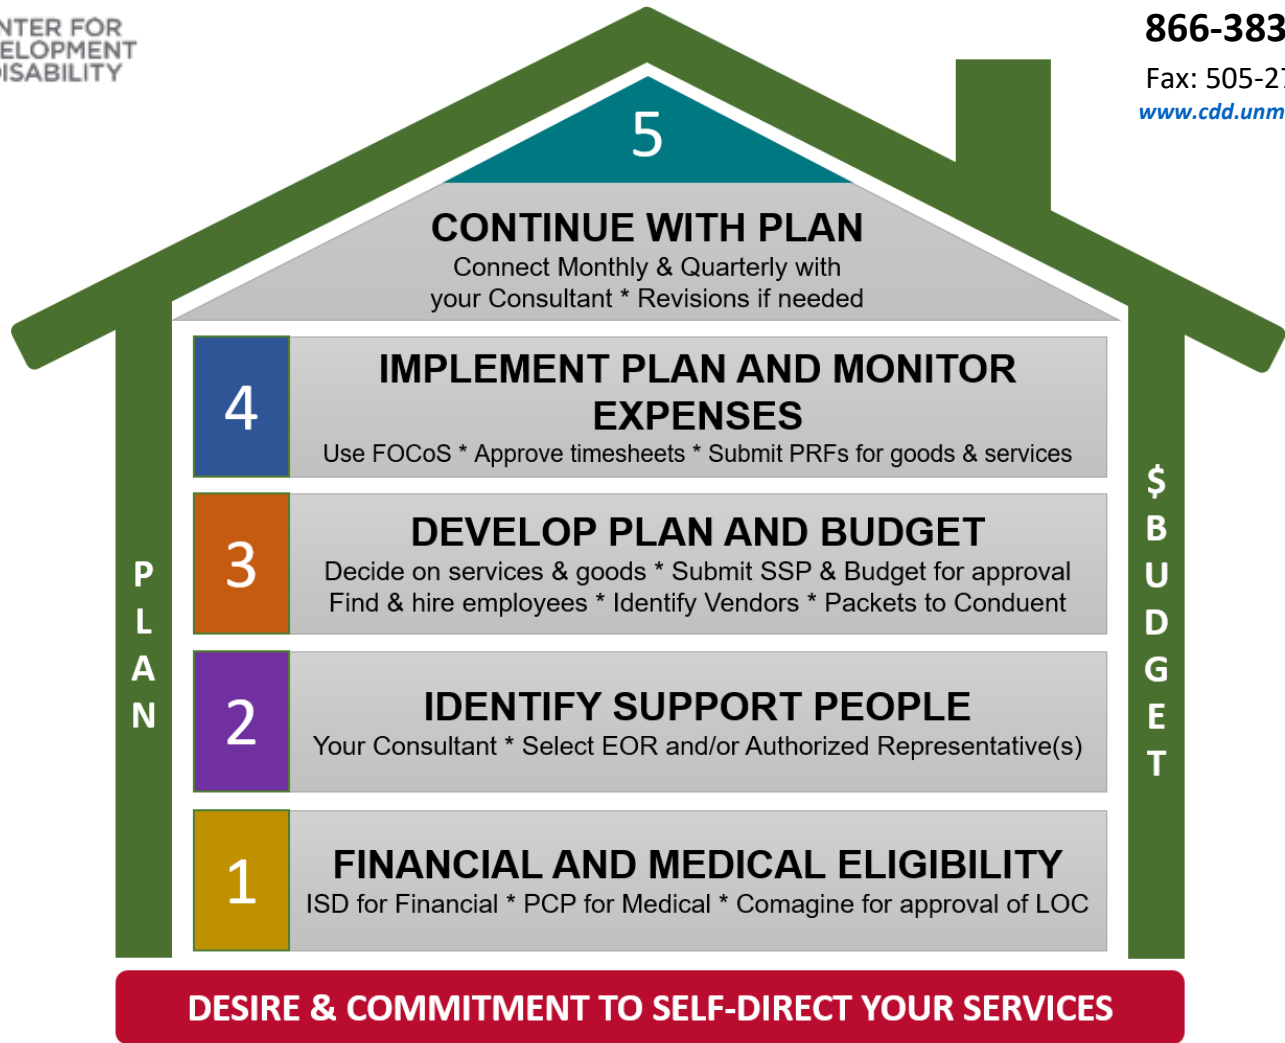 DISABILITY
866-383
Fax: 505-27
www.cdd.unm
5
CONTINUE WITH PLAN
Connect Monthly & Quarterly with
your Consultant * Revisions if needed
4
IMPLEMENT PLAN AND MONITOR
EXPENSES
Use FOCoS * Approve timesheets * Submit PRFs for goods & services
3
DEVELOP PLAN AND BUDGET
Decide on services & goods * Submit SSP & Budget for approval
Find & hire employees * Identify Vendors * Packets to Conduent
2
IDENTIFY SUPPORT PEOPLE
Your Consultant * Select EOR and/or Authorized Representative(s)
1
FINANCIAL AND MEDICAL ELIGIBILITY
ISD for Financial * PCP for Medical * Comagine for approval of LOC
PLAN
$BUDGET
DESIRE & COMMITMENT TO SELF-DIRECT YOUR SERVICES